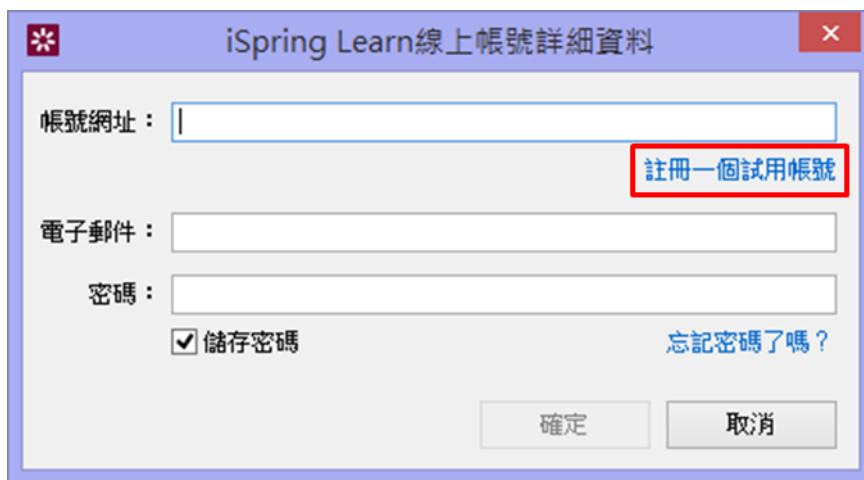 iSpring Learn線上帳號詳細資料
帳號網址：
註冊一個試用帳號
電子郵件：
密碼：
儲存密碼 忘記密碼了嗎？
確定 取消